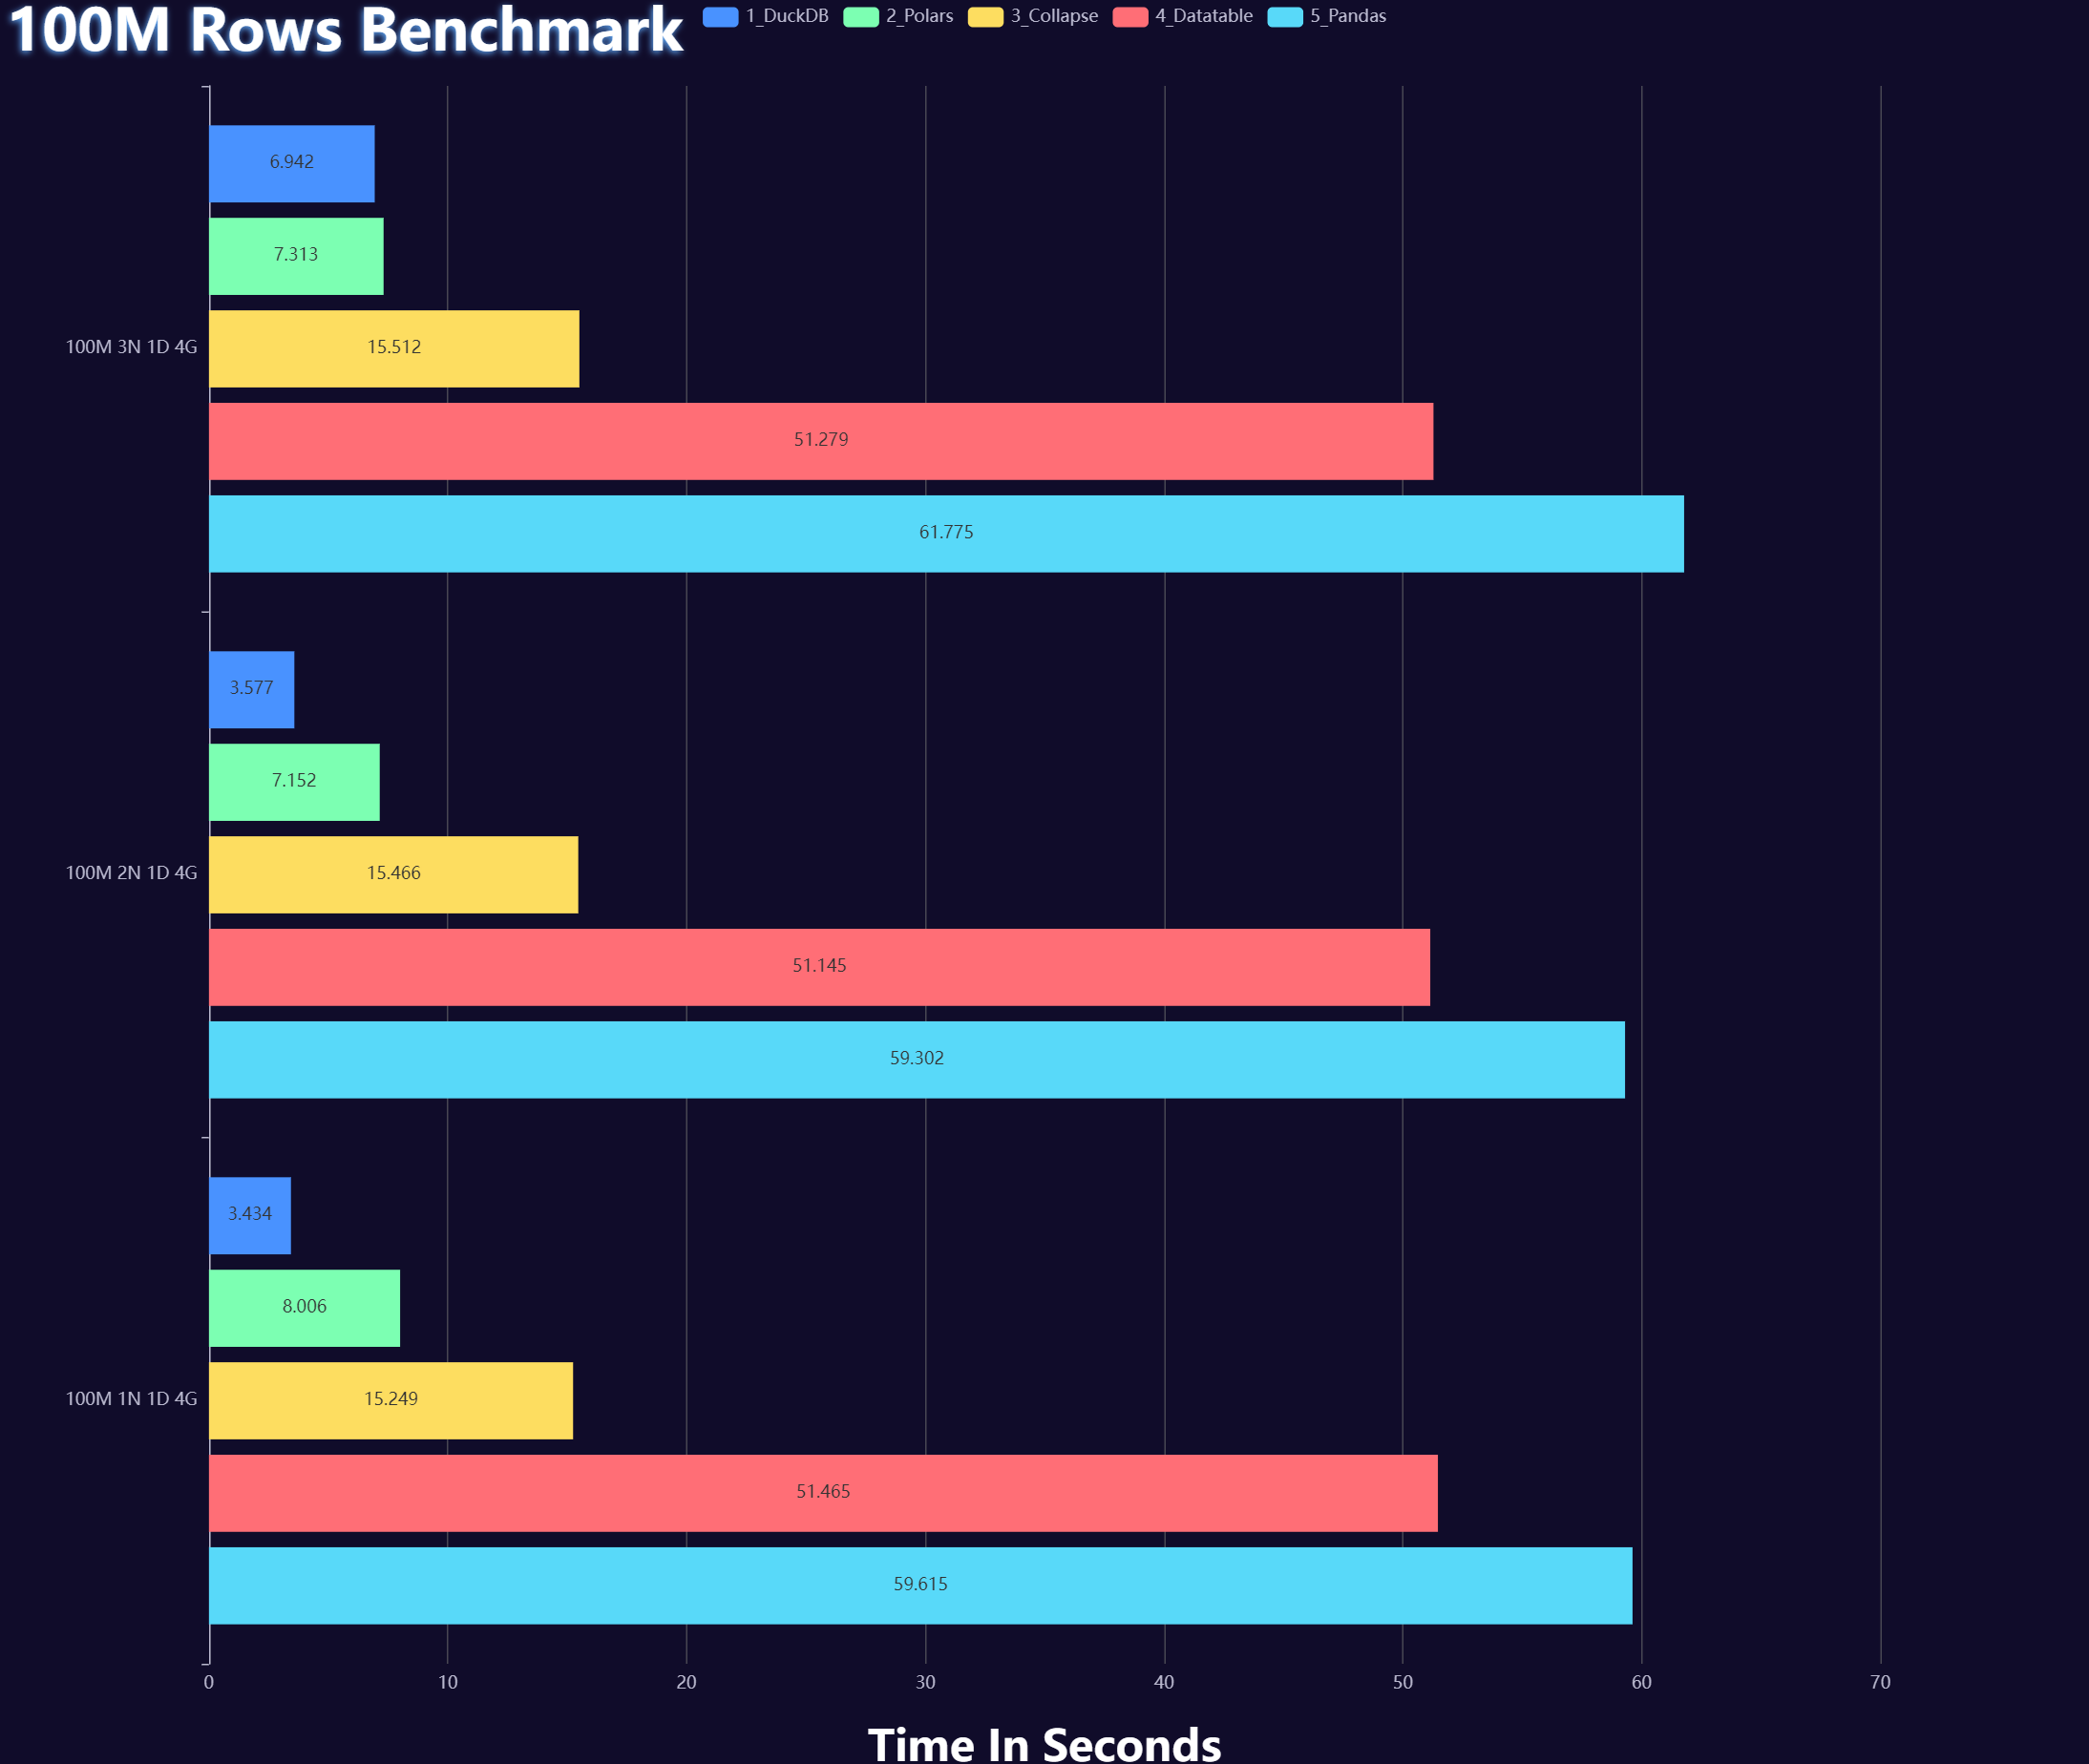 100M Rows Benchmark
1_DuckDB 2_Polars 3_Collapse 4_Datatable 5_Pandas
6.942
7.313
100M 3N 1D 4G 15.512
51.279
61.775
3.577
7.152
100M 2N 1D 4G 15.466
51.145
59.302
3.434
8.006
100M 1N 1D 4G 15.249
51.465
59.615
0 10 20 30 40 50 60 70
Time In Seconds